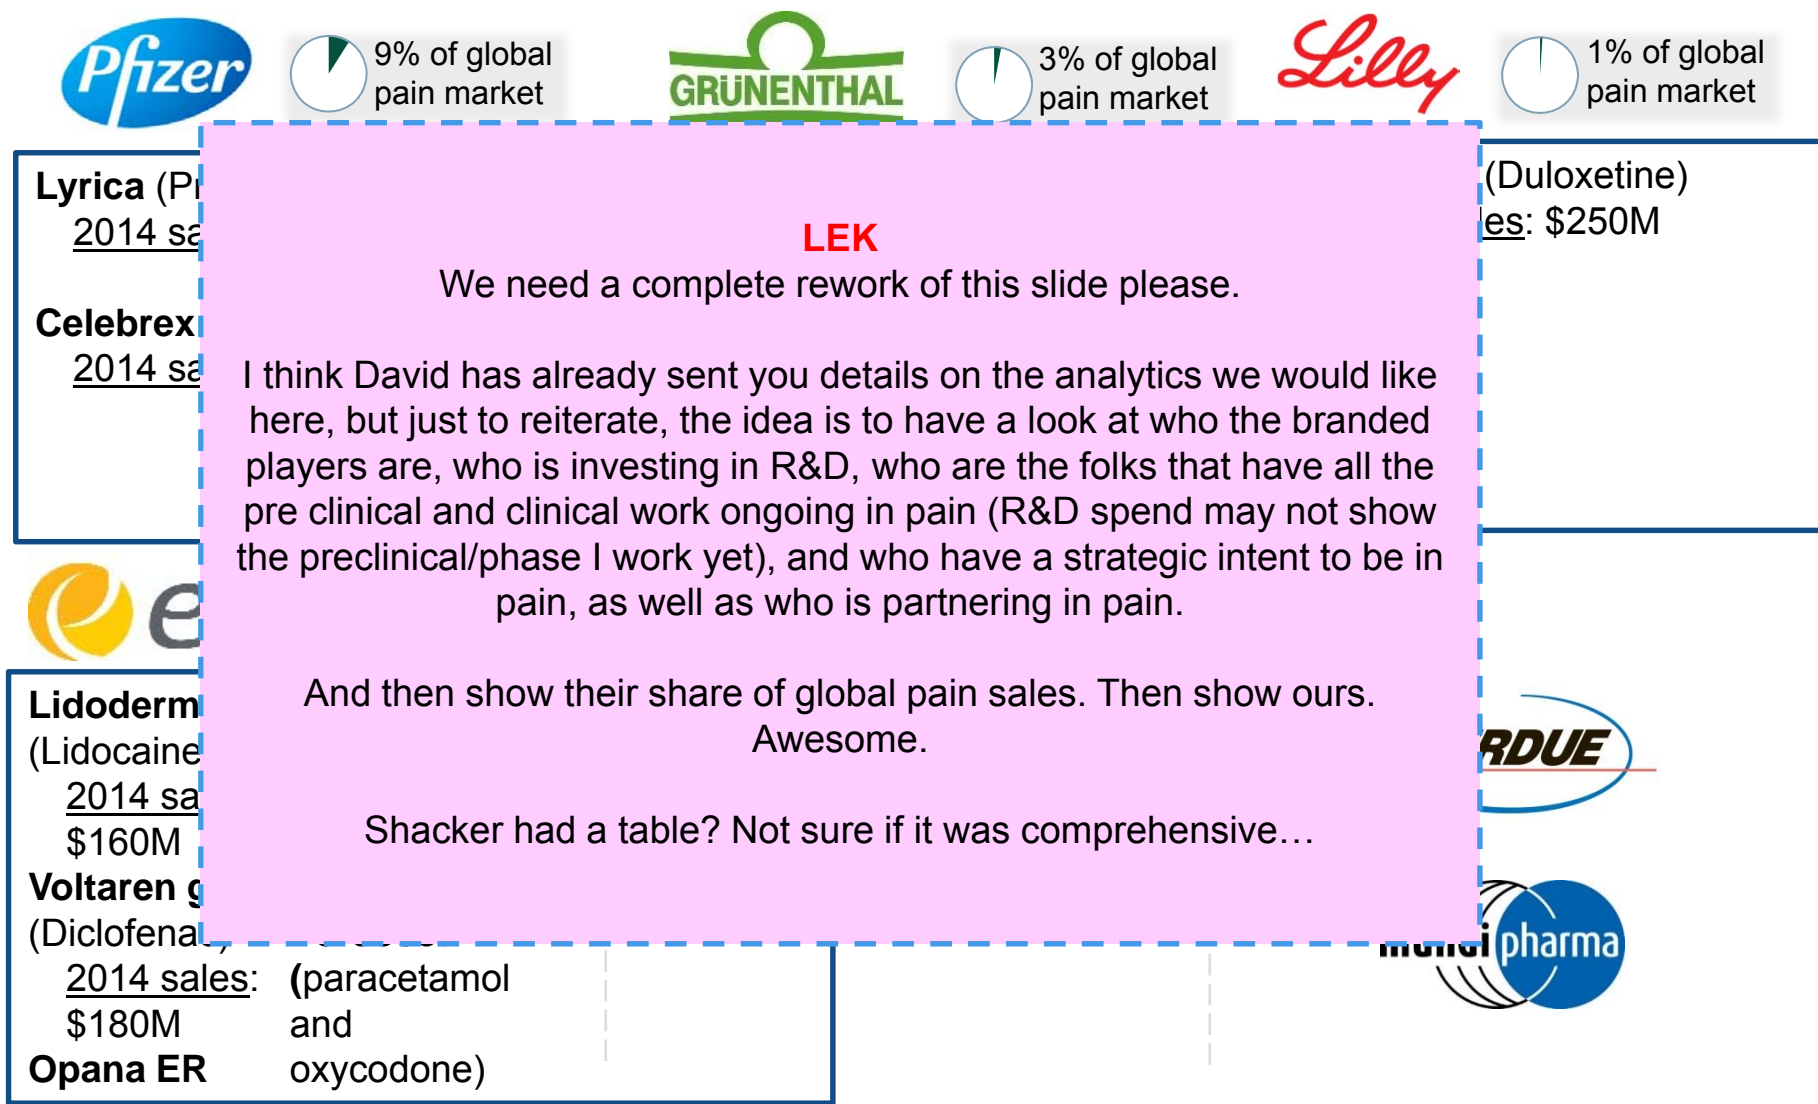 Pfizer
9% of global
pain market
GRÜNENTHAL
3% of global
pain market
Lilly
1% of global
pain market
Lyrica
2014
Celebrex
2014
(Duloxetine)
: $250M
LEK
We need a complete rework of this slide please.
I think David has already sent you details on the analytics we would like
here, but just to reiterate, the idea is to have a look at who the branded
players are, who is investing in R&D, who are the folks that have all the
pre clinical and clinical work ongoing in pain (R&D spend may not show
the preclinical/phase I work yet), and who have a strategic intent to be in
pain, as well as who is partnering in pain.
And then show their share of global pain sales. Then show ours.
Awesome.
Shacker had a table? Not sure if it was comprehensive…
Lidoderm
(Lidocaine
2014
$160M
Voltaren
(Diclofenac)
2014 sales:
$180M
Opana ER
(paracetamol
and
oxycodone)
mundi pharma